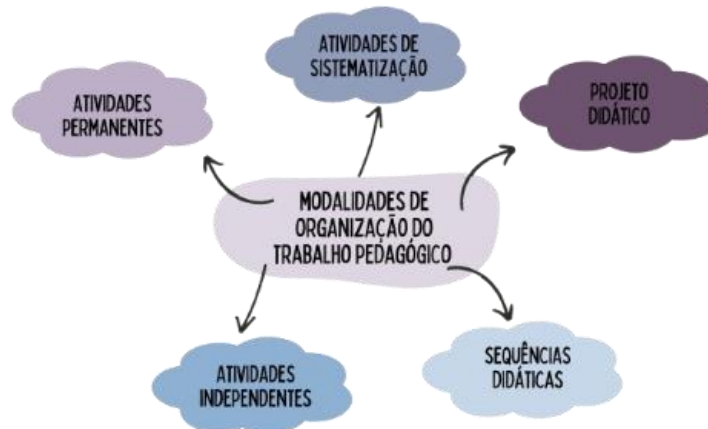 ATIVIDADES DE
SISTEMATIZAÇÃO
ATIVIDADES
PERMANENTES
PROJETO
DIDÁTICO
MODALIDADES DE
ORGANIZAÇÃO DO
TRABALHO PEDAGÓGICO
ATIVIDADES
INDEPENDENTES
SEQUÊNCIAS
DIDÁTICAS